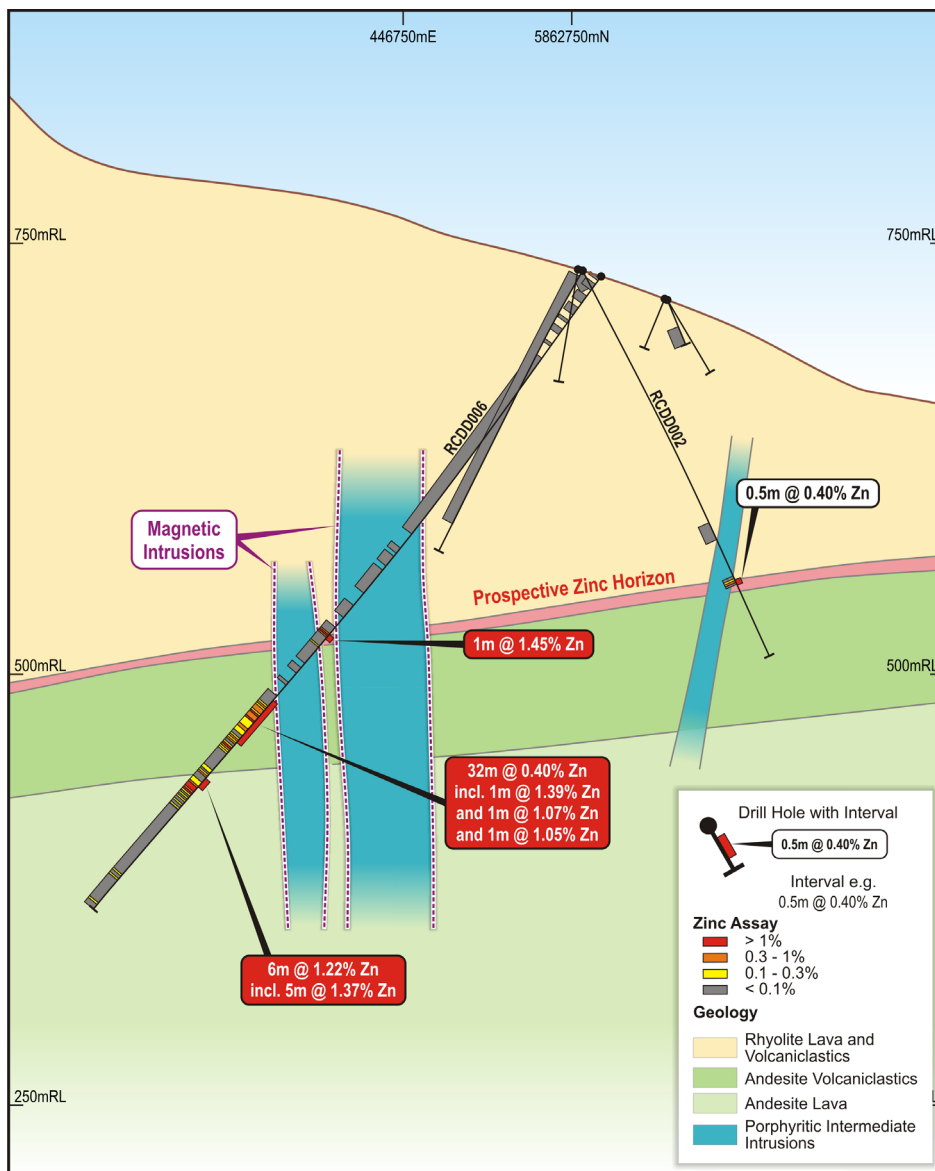 446750mE
5862750mN
750mRL
750mRL
RCDD006
RCDD002
0.5m @ 0.40% Zn
Magnetic
Intrusions
Prospective Zinc Horizon
1m @ 1.45% Zn
500mRL
500mRL
32m @ 0.40% Zn
incl. 1m @ 1.39% Zn
and 1m @ 1.07% Zn
and 1m @ 1.05% Zn
6m @ 1.22% Zn
incl. 5m @ 1.37% Zn
250mRL
250mRL
Drill Hole with Interval
0.5m @ 0.40% Zn
Interval e.g.
0.5m @ 0.40% Zn
Zinc Assay
> 1%
0.3 - 1%
0.1 - 0.3%
< 0.1%
Geology
Rhyolite Lava and
Volcaniclastics
Andesite Volcaniclastics
Andesite Lava
Porphyritic Intermediate
Intrusions